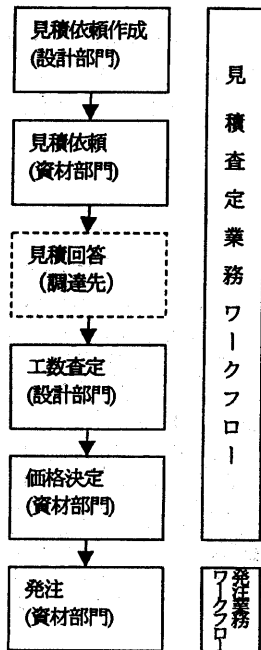 見積依頼作成
(設計部門)
見積依頼
(資材部門)
見積回答
(調達先)
工数査定
(設計部門)
価格決定
(資材部門)
発注
(資材部門)
見積査定業務ワークフロー
発注業務
ワークフロー